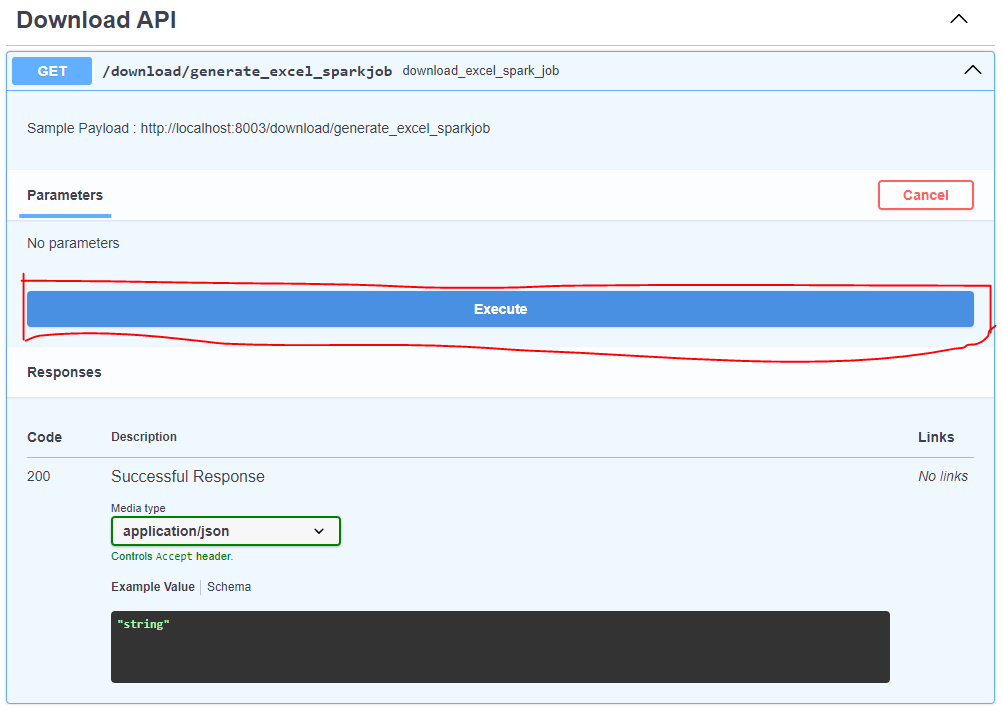 Download API
GET /download/generate_excel_sparkjob download_excel_spark_job
Sample Payload : http://localhost:8003/download/generate_excel_sparkjob
Parameters Cancel
No parameters
Execute
Responses
Code Description Links
200 Successful Response No links
Media type
application/json
Controls Accept header.
Example Value Schema
"string"